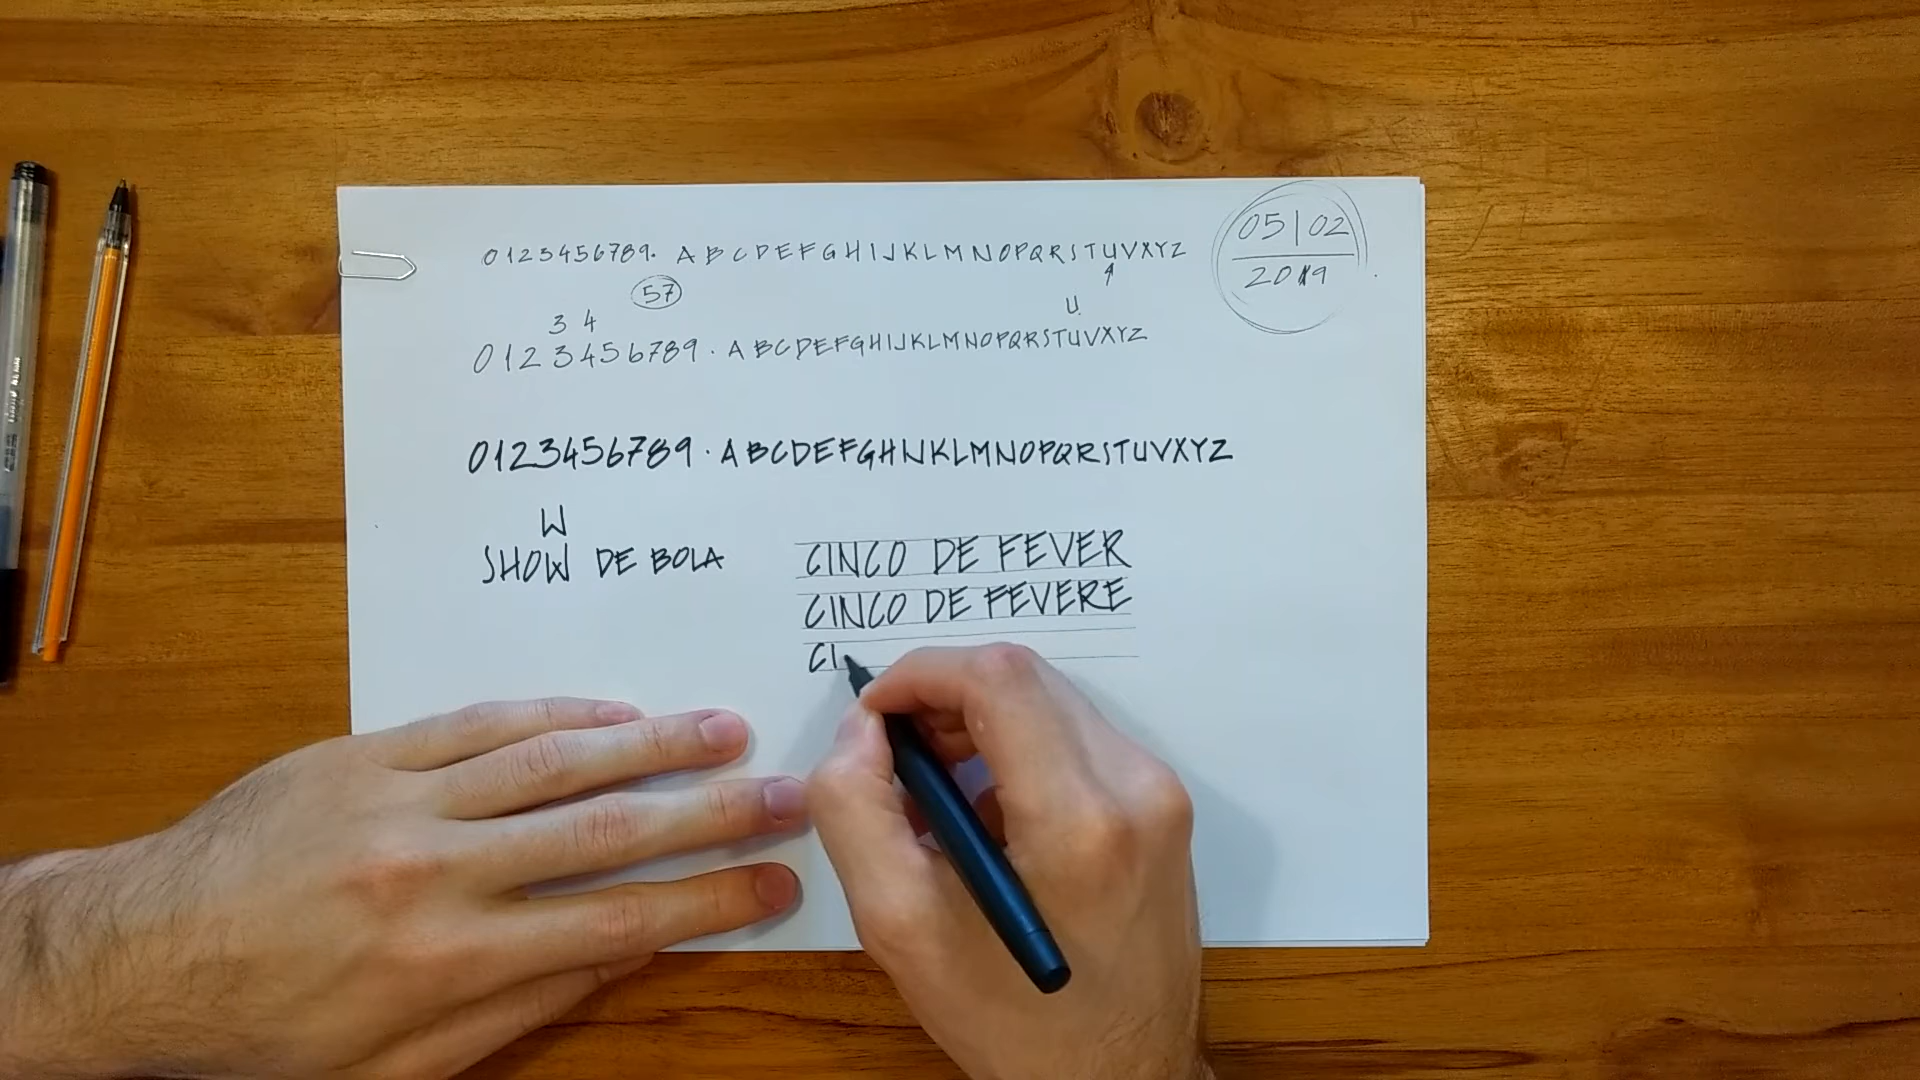 0123456789. ABCDEFGHIJKLMNOPQRSTUVXYZ
05|02
2019
57
U.
3 4
0123456789 · ABCDEFGHIJKLMNOPQRSTUVXYZ
0123456789 · ABCDEFGHIJKLMNOPQRSTUVXYZ
W
SHOW DE BOLA
CINCO DE FEVER
CINCO DE FEVERE
CI